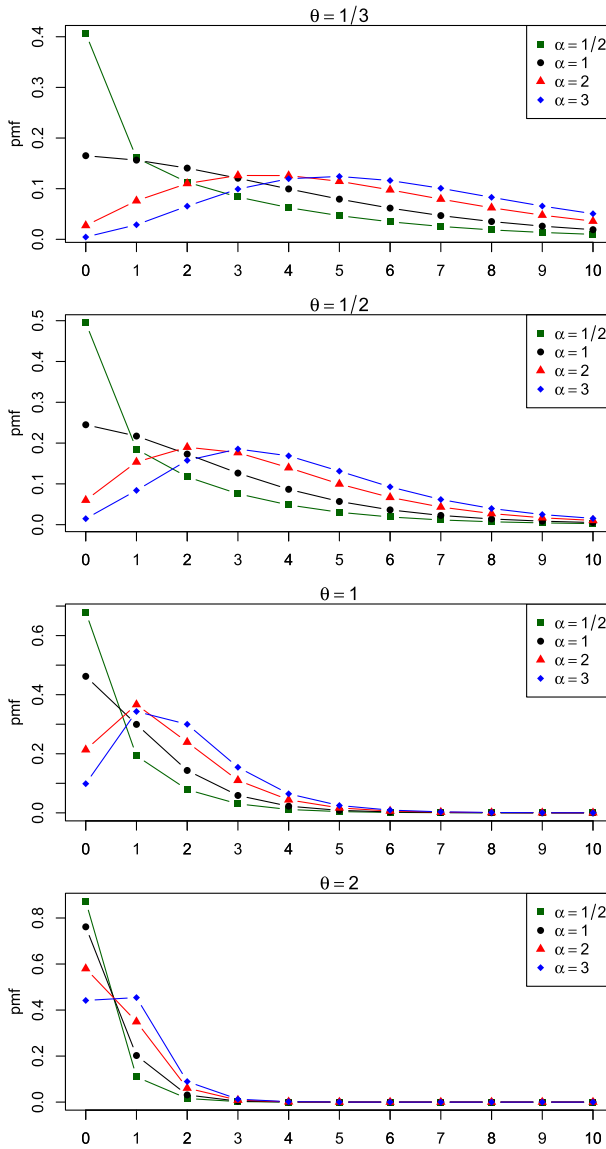 θ = 1/3
pmf
0.0 0.1 0.2 0.3 0.4
α = 1/2
α = 1
α = 2
α = 3
0 1 2 3 4 5 6 7 8 9 10
θ = 1/2
pmf
0.0 0.1 0.2 0.3 0.4 0.5
α = 1/2
α = 1
α = 2
α = 3
0 1 2 3 4 5 6 7 8 9 10
θ = 1
pmf
0.0 0.2 0.4 0.6
α = 1/2
α = 1
α = 2
α = 3
0 1 2 3 4 5 6 7 8 9 10
θ = 2
pmf
0.0 0.2 0.4 0.6 0.8
α = 1/2
α = 1
α = 2
α = 3
0 1 2 3 4 5 6 7 8 9 10